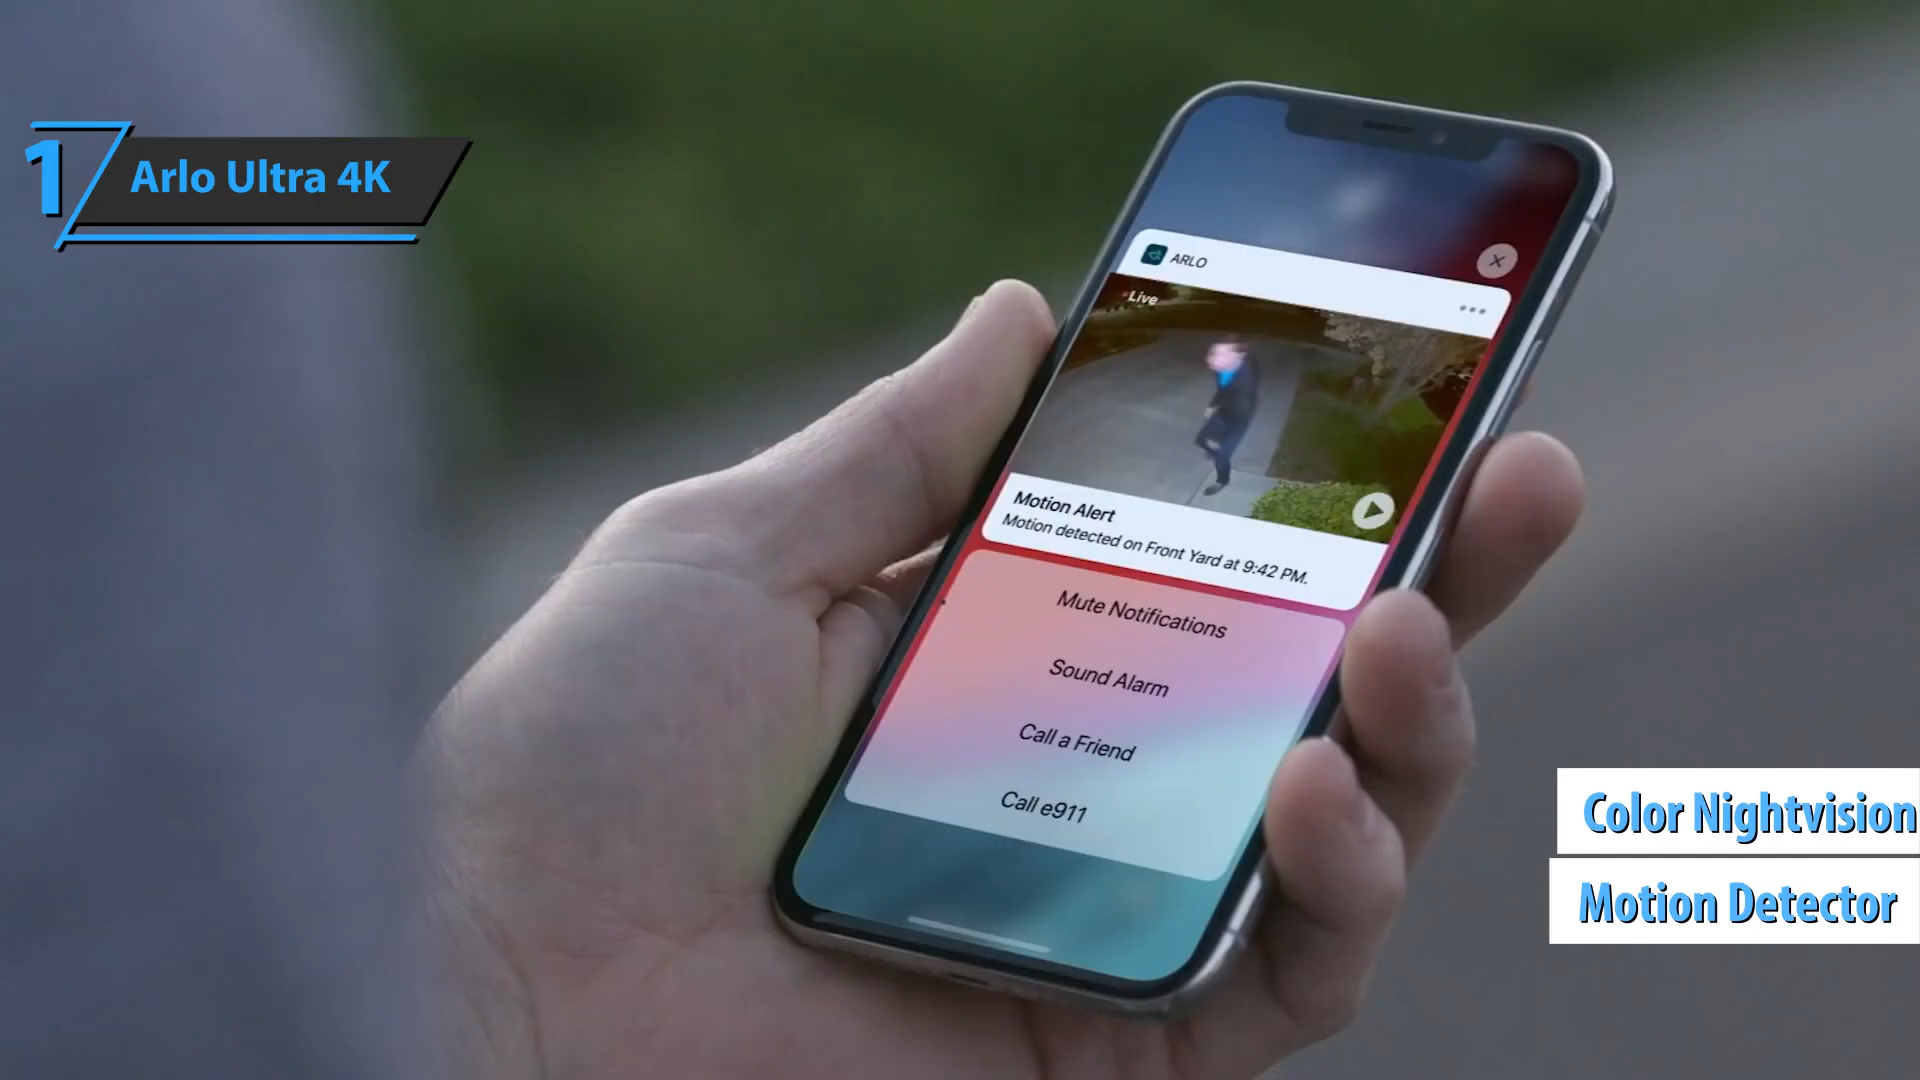 1
Arlo Ultra 4K
ARLO
Live
Motion Alert
Motion detected on Front Yard at 9:42 PM.
Mute Notifications
Sound Alarm
Call a Friend
Call e911
Color Nightvision
Motion Detector